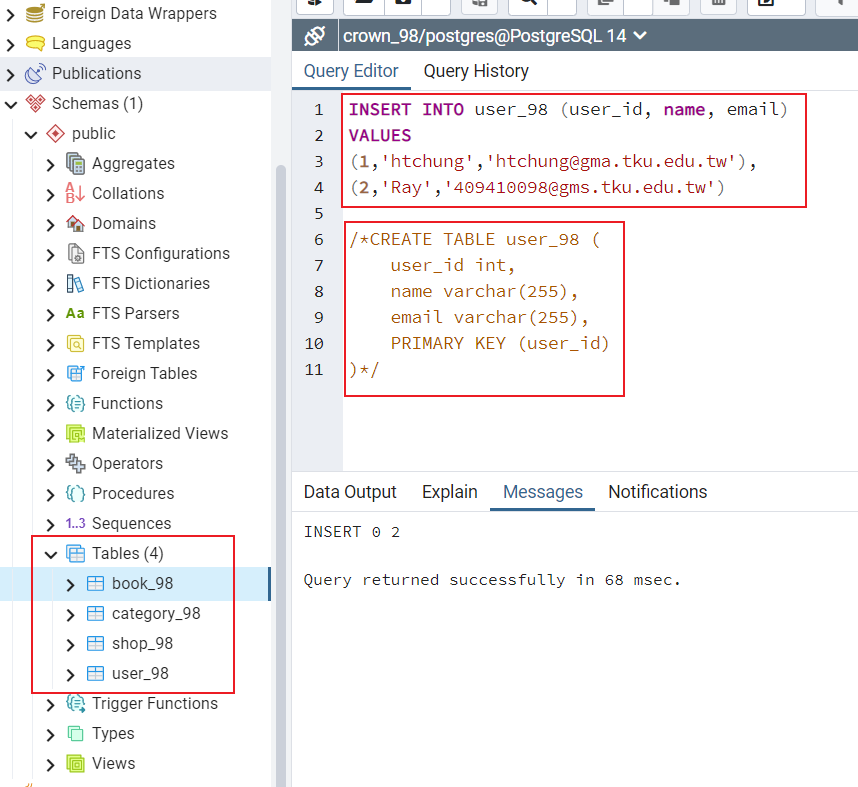 Foreign Data Wrappers
Languages
Publications
Schemas (1)
public
Aggregates
Collations
Domains
FTS Configurations
FTS Dictionaries
Aa FTS Parsers
FTS Templates
Foreign Tables
Functions
Materialized Views
Operators
Procedures
1..3 Sequences
Tables (4)
book_98
category_98
shop_98
user_98
Trigger Functions
Types
Views
crown_98/postgres@PostgreSQL 14
Query Editor Query History
1 INSERT INTO user_98 (user_id, name, email)
2 VALUES
3 (1,'htchung','htchung@gma.tku.edu.tw'),
4 (2,'Ray','409410098@gms.tku.edu.tw')
5
6 /*CREATE TABLE user_98 (
7 user_id int,
8 name varchar(255),
9 email varchar(255),
10 PRIMARY KEY (user_id)
11 )*/
Data Output Explain Messages Notifications
INSERT 0 2
Query returned successfully in 68 msec.